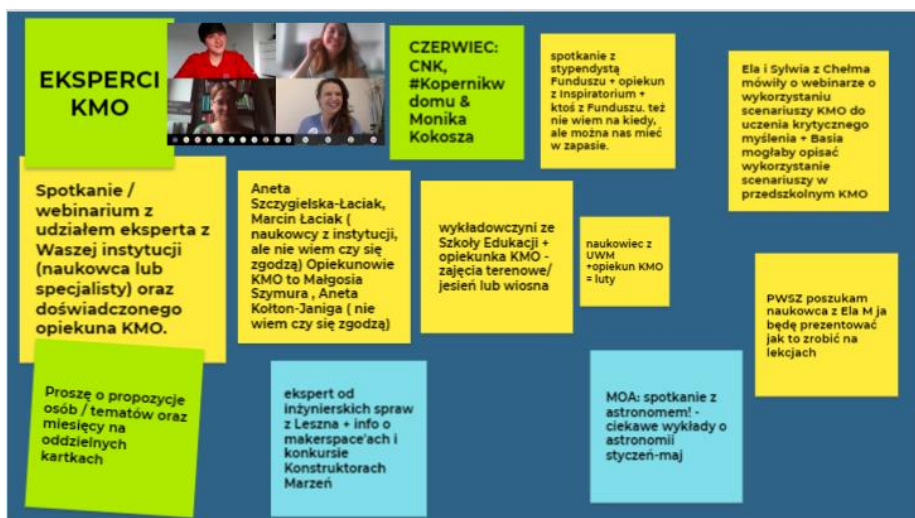 EKSPERCI
KMO
CZERWIEC:
CNK,
#Kopernikw
domu &
Monika
Kokosza
spotkanie z
stypendystą
Funduszu + opiekun
z Inspiratorium +
ktoś z Funduszu. też
nie wiem na kiedy,
ale można nas mieć
w zapasie.
Ela i Sylwia z Chełma
mówiły o webinarze o
wykorzystaniu
scenariuszy KMO do
uczenia krytycznego
myślenia + Basia
mogłaby opisać
wykorzystanie
scenariuszy w
przedszkolnym KMO
Spotkanie /
webinarium z
udziałem eksperta z
Waszej instytucji
(naukowca lub
specjalisty) oraz
doświadczonego
opiekuna KMO.
Aneta
Szczygielska-Łaciak,
Marcin Łaciak (
naukowcy z instytucji,
ale nie wiem czy się
zgodzą) Opiekunowie
KMO to Małgosia
Szymura , Aneta
Kołton-Janiga ( nie
wiem czy się zgodzą)
wykładowczyni ze
Szkoły Edukacji +
opiekunka KMO -
zajęcia terenowe/
jesień lub wiosna
naukowiec z
UWM
+opiekun KMO
= luty
PWSZ poszukam
naukowca z Ela M ja
będę prezentować
jak to zrobić na
lekcjach
Proszę o propozycje
osób / tematów oraz
miesięcy na
oddzielnych
kartkach
ekspert od
inżynierskich spraw
z Leszna + info o
makerspace'ach i
konkursie
Konstruktorach
Marzeń
MOA: spotkanie z
astronomem! -
ciekawe wykłady o
astronomii
styczeń-maj